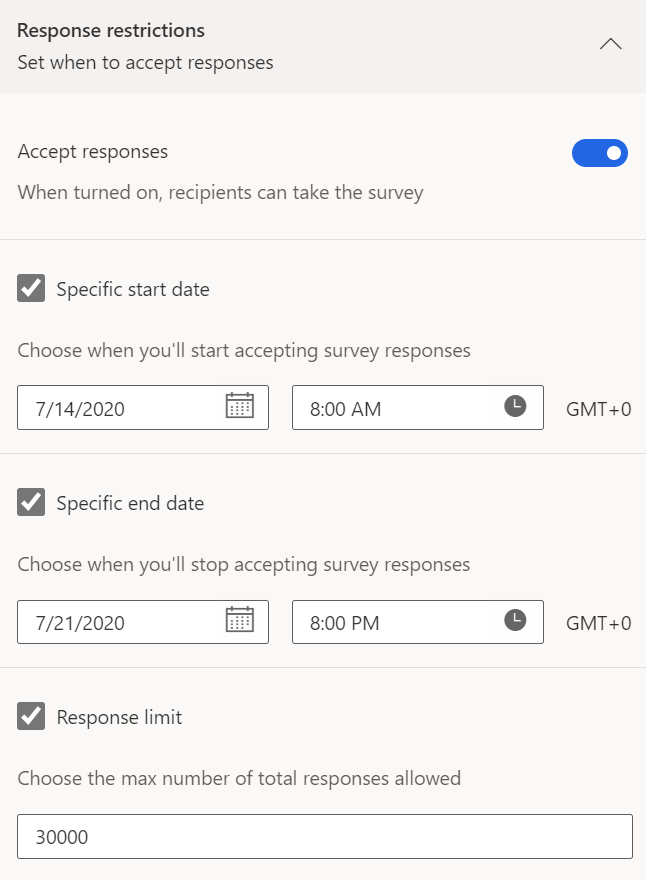 Response restrictions
Set when to accept responses
Accept responses
When turned on, recipients can take the survey
Specific start date
Choose when you'll start accepting survey responses
7/14/2020 8:00 AM GMT+0
Specific end date
Choose when you'll stop accepting survey responses
7/21/2020 8:00 PM GMT+0
Response limit
Choose the max number of total responses allowed
30000